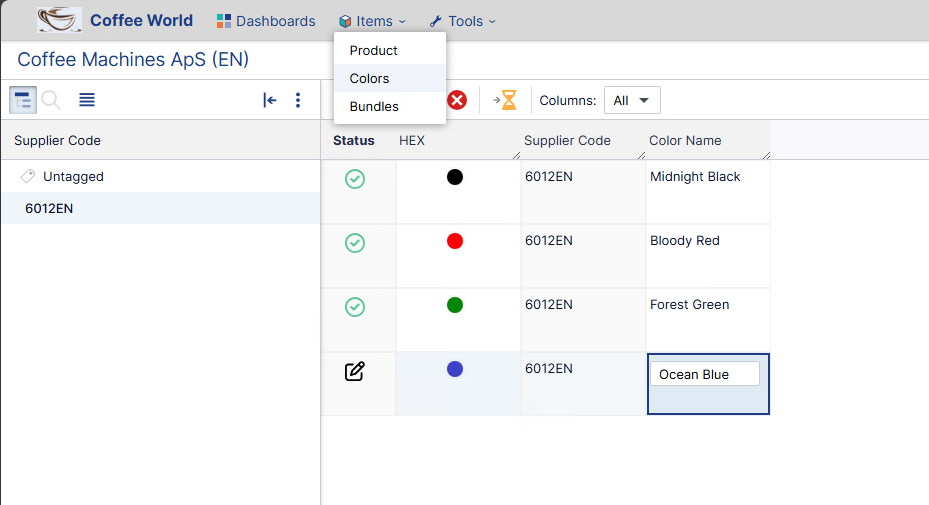 Coffee World
Dashboards
Items
Tools
Product
Colors
Bundles
Coffee Machines ApS (EN)
Columns:
All
Supplier Code
Untagged
6012EN
Status HEX Supplier Code Color Name
6012EN Midnight Black
6012EN Bloody Red
6012EN Forest Green
6012EN Ocean Blue